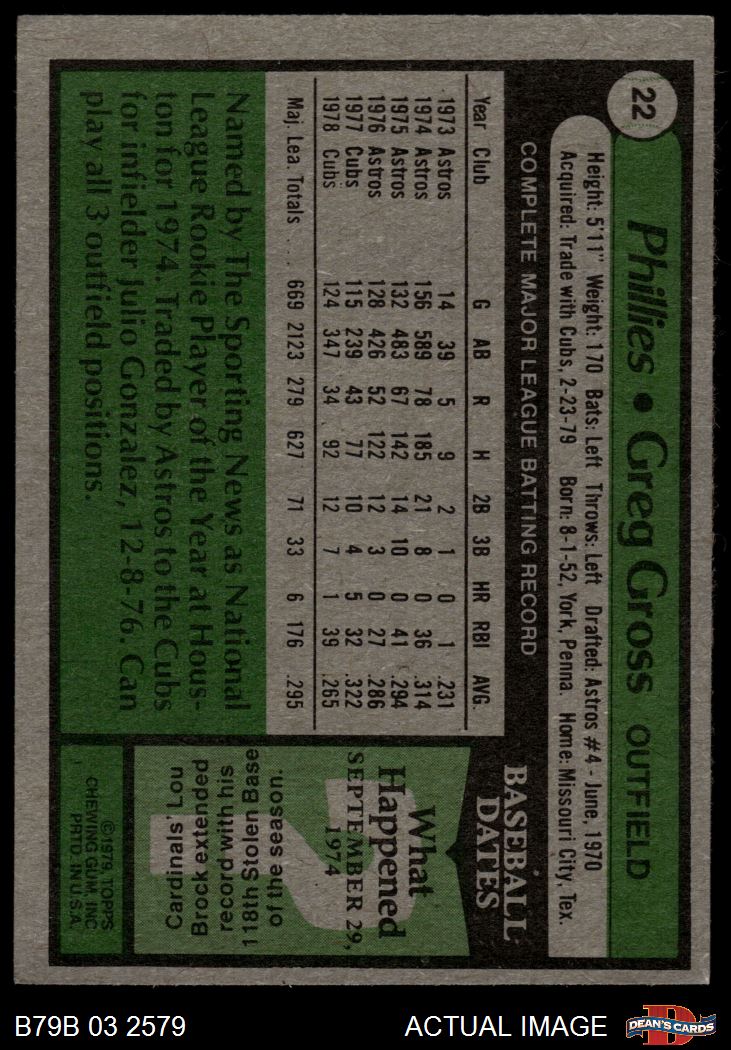 22
Phillies • Greg Gross OUTFIELD
Height: 5'11" Weight: 170 Bats: Left Throws: Left Drafted: Astros #4 - June, 1970
Acquired: Trade with Cubs, 2-23-79 Born: 8-1-52, York, Penna. Home: Missouri City, Tex.
COMPLETE MAJOR LEAGUE BATTING RECORD
Year Club G AB R H 2B 3B HR RBI AVG.
1973 Astros 14 39 5 9 2 1 0 1 .231
1974 Astros 156 589 78 185 21 8 0 36 .314
1975 Astros 132 483 67 142 14 10 0 41 .294
1976 Astros 128 426 52 122 12 3 0 27 .286
1977 Cubs 115 239 43 77 10 4 5 32 .322
1978 Cubs 124 347 34 92 12 7 1 39 .265
Maj. Lea. Totals . . . 669 2123 279 627 71 33 6 176 .295
Named by The Sporting News as National
League Rookie Player of the Year at Hous-
ton for 1974. Traded by Astros to the Cubs
for infielder Julio Gonzalez, 12-8-76. Can
play all 3 outfield positions.
BASEBALL
DATES
?
What
Happened
SEPTEMBER 29,
1974
Cardinals' Lou
Brock extended
record with his
118th Stolen Base
of the season.
©1979, TOPPS
CHEWING GUM, INC
PRTD. IN U.S.A.
B79B 03 2579
ACTUAL IMAGE
D
DEAN'S CARDS